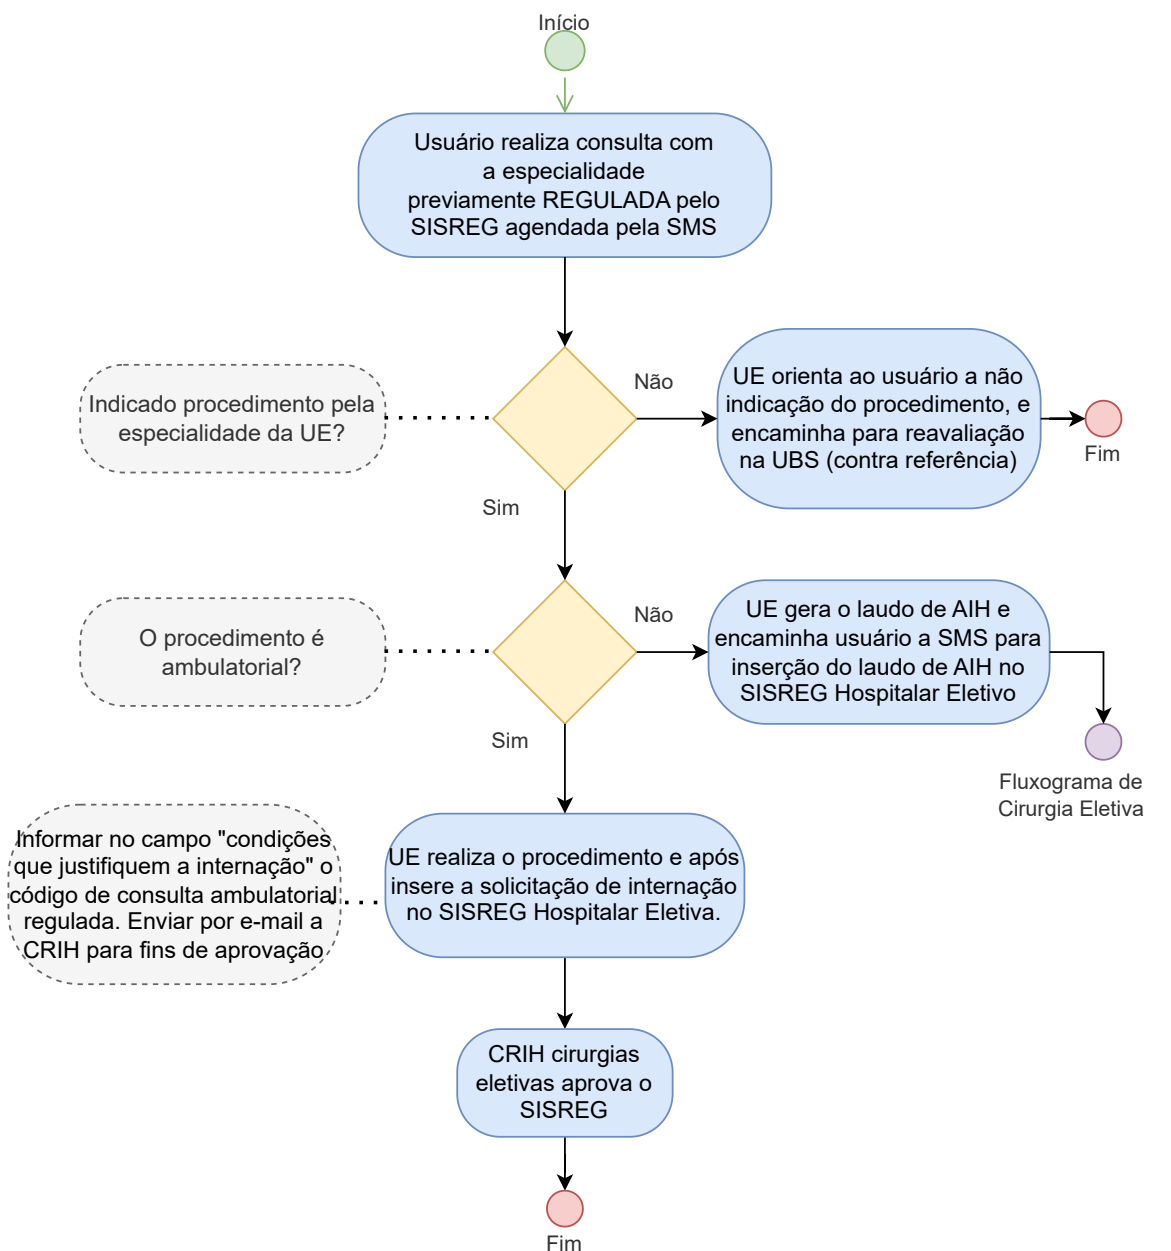 Início
Usuário realiza consulta com
a especialidade
previamente REGULADA pelo
SISREG agendada pela SMS
Indicado procedimento pela
especialidade da UE?
Não
UE orienta ao usuário a não
indicação do procedimento, e
encaminha para reavaliação
na UBS (contra referência)
Fim
Sim
O procedimento é
ambulatorial?
Não
UE gera o laudo de AIH e
encaminha usuário a SMS para
inserção do laudo de AIH no
SISREG Hospitalar Eletivo
Fluxograma de
Cirurgia Eletiva
Sim
Informar no campo "condições
que justifiquem a internação" o
código de consulta ambulatorial
regulada. Enviar por e-mail a
CRIH para fins de aprovação
UE realiza o procedimento e após
insere a solicitação de internação
no SISREG Hospitalar Eletiva.
CRIH cirurgias
eletivas aprova o
SISREG
Fim